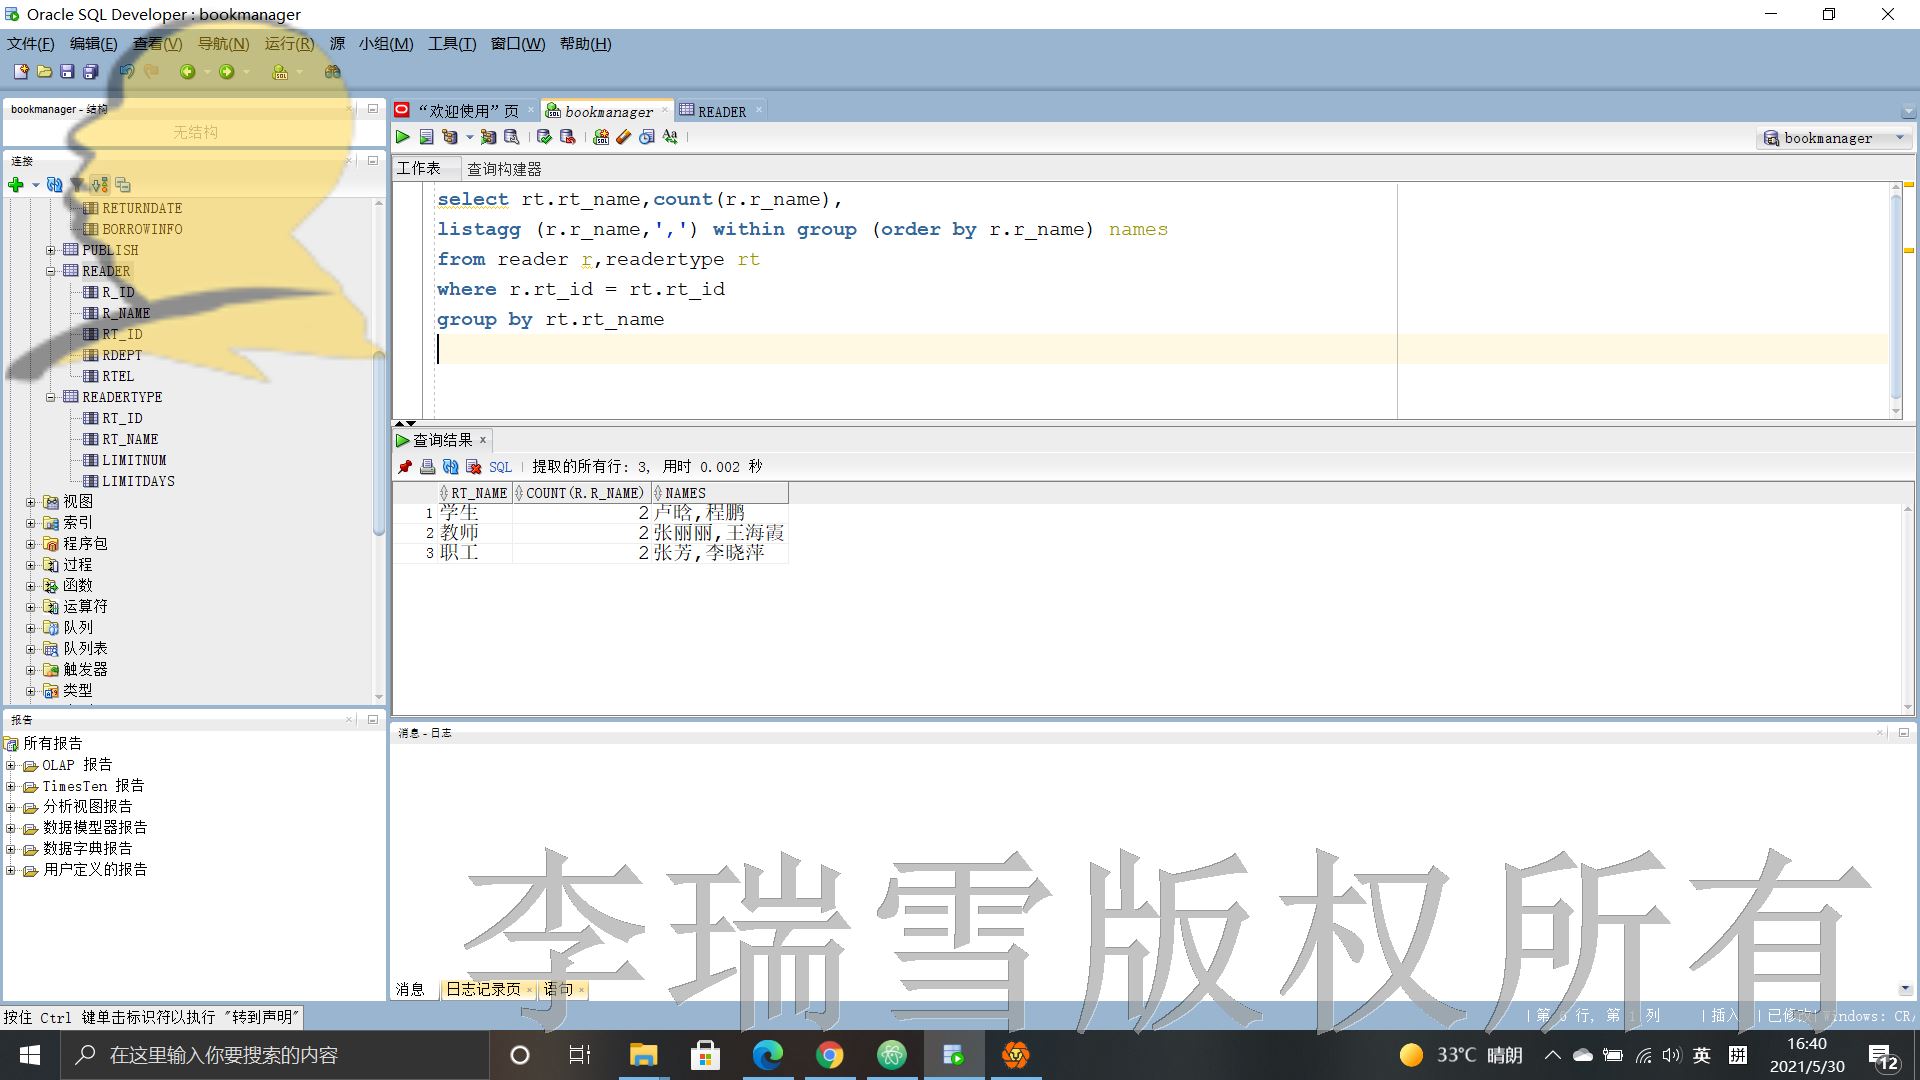 Oracle SQL Developer : bookmanager
文件(F) 编辑(E) 查看(V) 导航(N) 运行(R) 源 小组(M) 工具(T) 窗口(W) 帮助(H)
bookmanager - 结构
无结构
连接
RETURNDATE
BORROWINFO
PUBLISH
READER
R_ID
R_NAME
RT_ID
RDEPT
RTEL
READERTYPE
RT_ID
RT_NAME
LIMITNUM
LIMITDAYS
视图
索引
程序包
过程
函数
运算符
队列
队列表
触发器
类型
报告
所有报告
OLAP 报告
TimesTen 报告
分析视图报告
数据模型器报告
数据字典报告
用户定义的报告
“欢迎使用”页 bookmanager READER
bookmanager
工作表 查询构建器
select rt.rt_name,count(r.r_name),
listagg (r.r_name,',') within group (order by r.r_name) names
from reader r,readertype rt
where r.rt_id = rt.rt_id
group by rt.rt_name
查询结果
SQL 提取的所有行: 3, 用时 0.002 秒
RT_NAME COUNT(R.R_NAME) NAMES
1 学生 2 卢晗,程鹏
2 教师 2 张丽丽,王海霞
3 职工 2 张芳,李晓萍
消息 - 日志
李瑞雪版权所有
消息 日志记录页 语句
按住 Ctrl 键单击标识符以执行 "转到声明"
第 6 行, 第 1 列 插入 已修改 Windows: CR/
在这里输入你要搜索的内容
33°C 晴朗 英 拼 16:40
2021/5/30
12